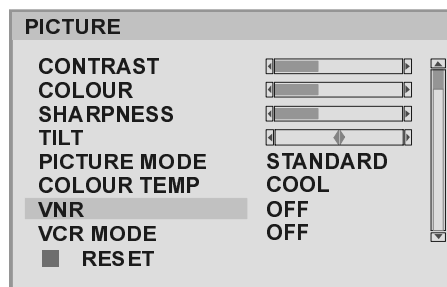 PICTURE
CONTRAST
COLOUR
SHARPNESS
TILT
PICTURE MODE STANDARD
COLOUR TEMP COOL
VNR OFF
VCR MODE OFF
RESET